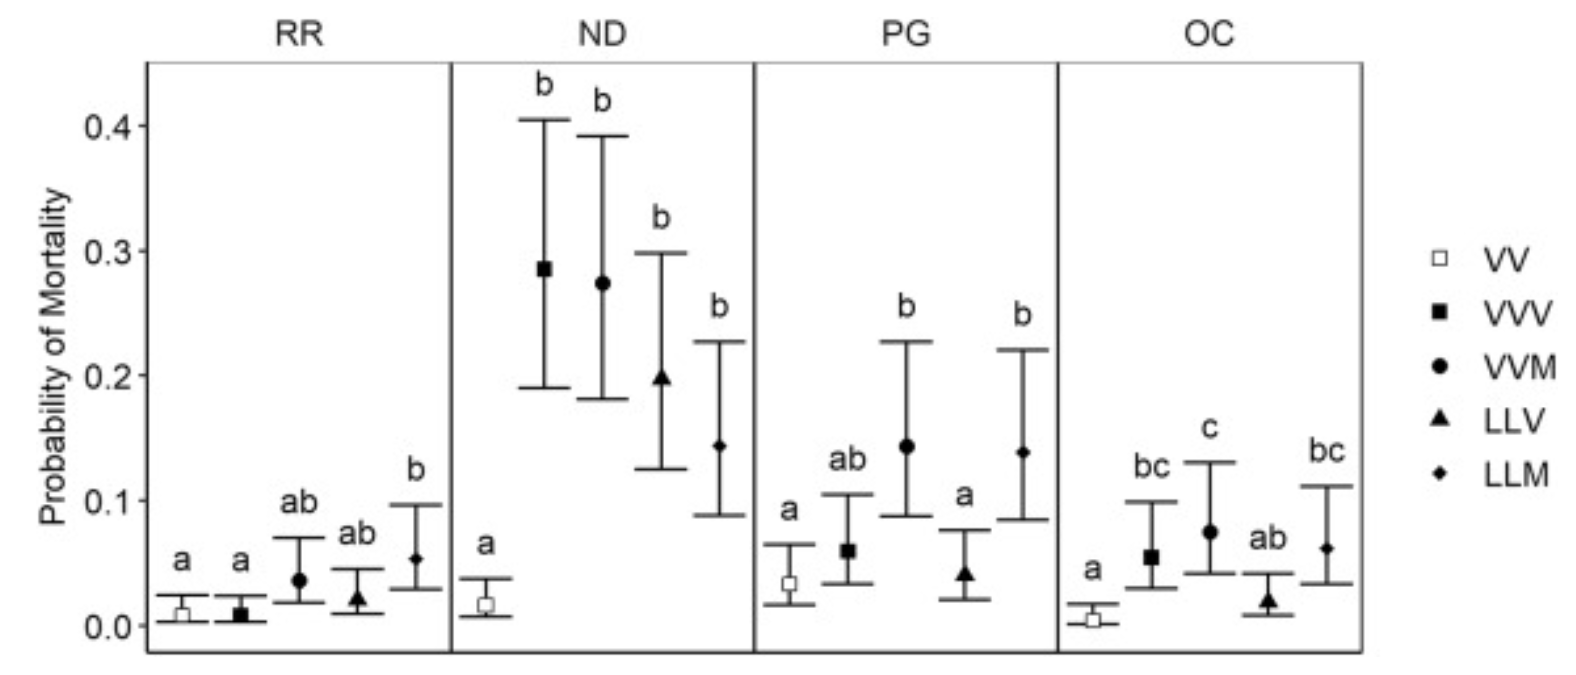 RR ND PG OC
Probability of Mortality
0.4
0.3
0.2
0.1
0.0
a a ab ab b
a b b b b
a ab b a b
a bc c ab bc
VV
VVV
VVM
LLV
LLM